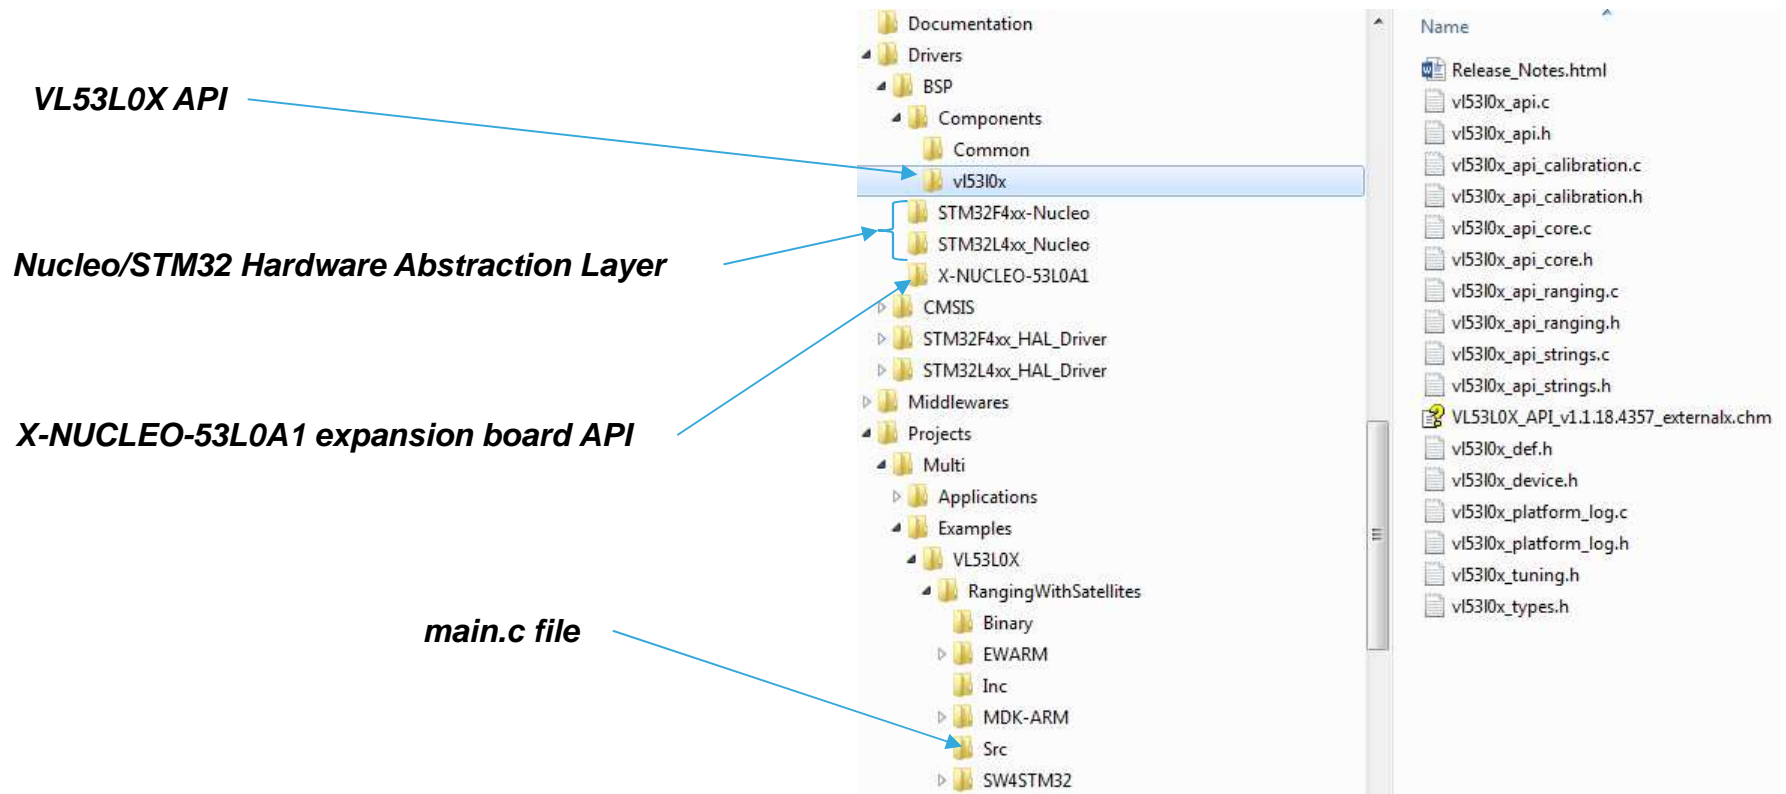 VL53L0X API
Nucleo/STM32 Hardware Abstraction Layer
X-NUCLEO-53L0A1 expansion board API
main.c file
Documentation
Drivers
BSP
Components
Common
vl53l0x
STM32F4xx-Nucleo
STM32L4xx_Nucleo
X-NUCLEO-53L0A1
CMSIS
STM32F4xx_HAL_Driver
STM32L4xx_HAL_Driver
Middlewares
Projects
Multi
Applications
Examples
VL53L0X
RangingWithSatellites
Binary
EWARM
Inc
MDK-ARM
Src
SW4STM32
Name
Release_Notes.html
vl53l0x_api.c
vl53l0x_api.h
vl53l0x_api_calibration.c
vl53l0x_api_calibration.h
vl53l0x_api_core.c
vl53l0x_api_core.h
vl53l0x_api_ranging.c
vl53l0x_api_ranging.h
vl53l0x_api_strings.c
vl53l0x_api_strings.h
VL53L0X_API_v1.1.18.4357_externalx.chm
vl53l0x_def.h
vl53l0x_device.h
vl53l0x_platform_log.c
vl53l0x_platform_log.h
vl53l0x_tuning.h
vl53l0x_types.h